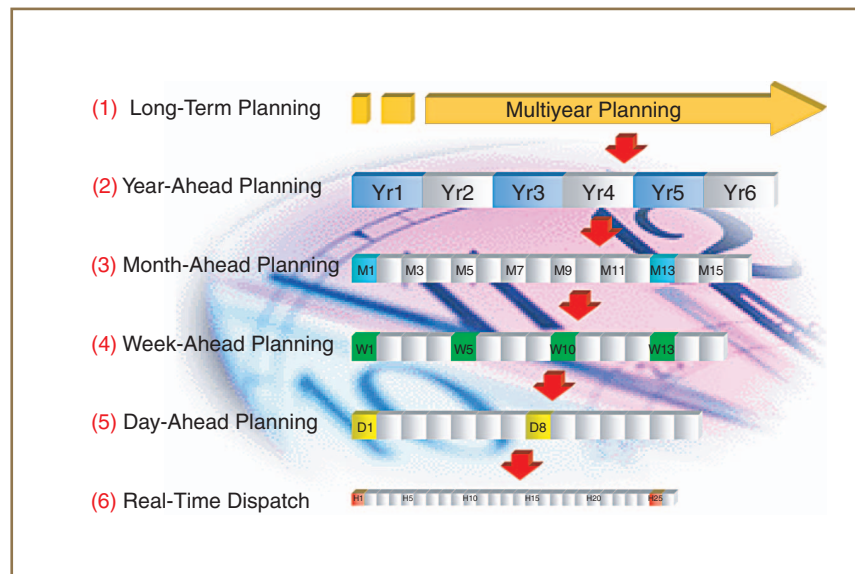 (1) Long-Term Planning Multiyear Planning
(2) Year-Ahead Planning Yr1 Yr2 Yr3 Yr4 Yr5 Yr6
(3) Month-Ahead Planning M1 M3 M5 M7 M9 M11 M13 M15
(4) Week-Ahead Planning W1 W5 W10 W13
(5) Day-Ahead Planning D1 D8
(6) Real-Time Dispatch H1 H5 H10 H15 H20 H25